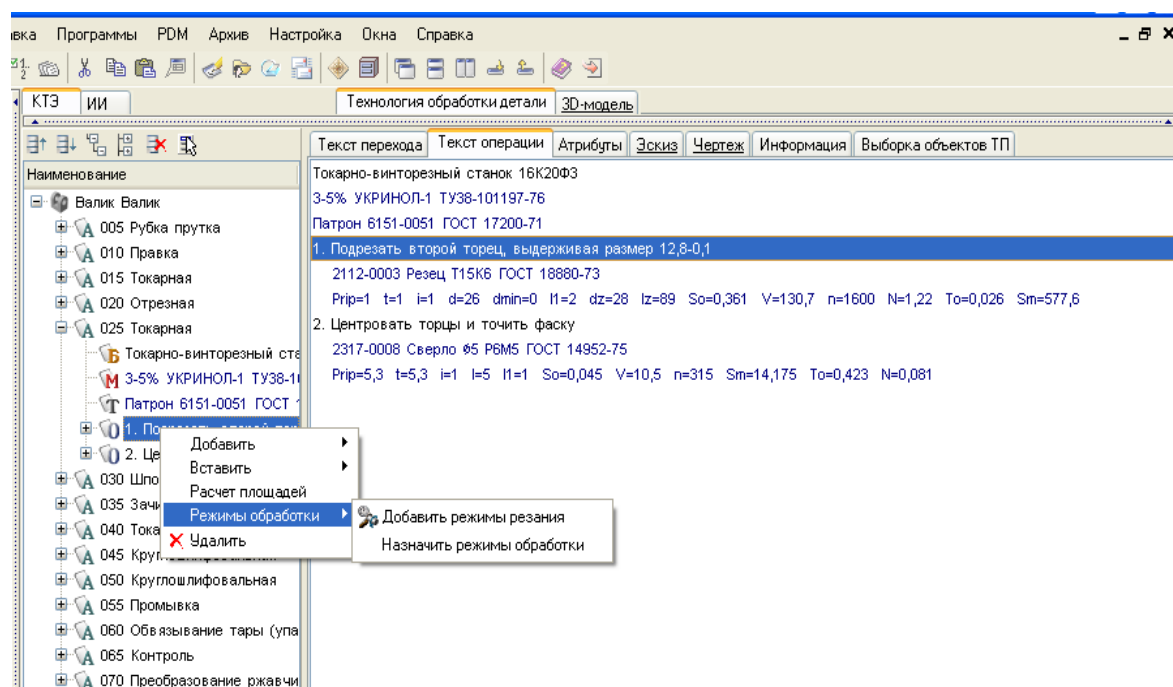 вка Программы PDM Архив Настройка Окна Справка
КТЭ ИИ Технология обработки детали 3D-модель
Текст перехода Текст операции Атрибуты Эскиз Чертеж Информация Выборка объектов ТП
Наименование
Валик Валик
005 Рубка прутка
010 Правка
015 Токарная
020 Отрезная
025 Токарная
Токарно-винторезный ста
3-5% УКРИНОЛ-1 ТУ38-10
Патрон 6151-0051 ГОСТ 1
1. По
2. Це
030 Шпо
035 Зачи
040 Тока
045 Круглошлифовальная
050 Круглошлифовальная
055 Промывка
060 Обвязывание тары (упа
065 Контроль
070 Преобразование ржавчи
Добавить
Вставить
Расчет площадей
Режимы обработки
Удалить
Добавить режимы резания
Назначить режимы обработки
Токарно-винторезный станок 16К20Ф3
3-5% УКРИНОЛ-1 ТУ38-101197-76
Патрон 6151-0051 ГОСТ 17200-71
1. Подрезать второй торец, выдерживая размер 12,8-0,1
2112-0003 Резец Т15К6 ГОСТ 18880-73
Prip=1 t=1 i=1 d=26 dmin=0 l1=2 dz=28 lz=89 So=0,361 V=130,7 n=1600 N=1,22 To=0,026 Sm=577,6
2. Центровать торцы и точить фаску
2317-0008 Сверло ø5 Р6М5 ГОСТ 14952-75
Prip=5,3 t=5,3 i=1 l=5 l1=1 So=0,045 V=10,5 n=315 Sm=14,175 To=0,423 N=0,081